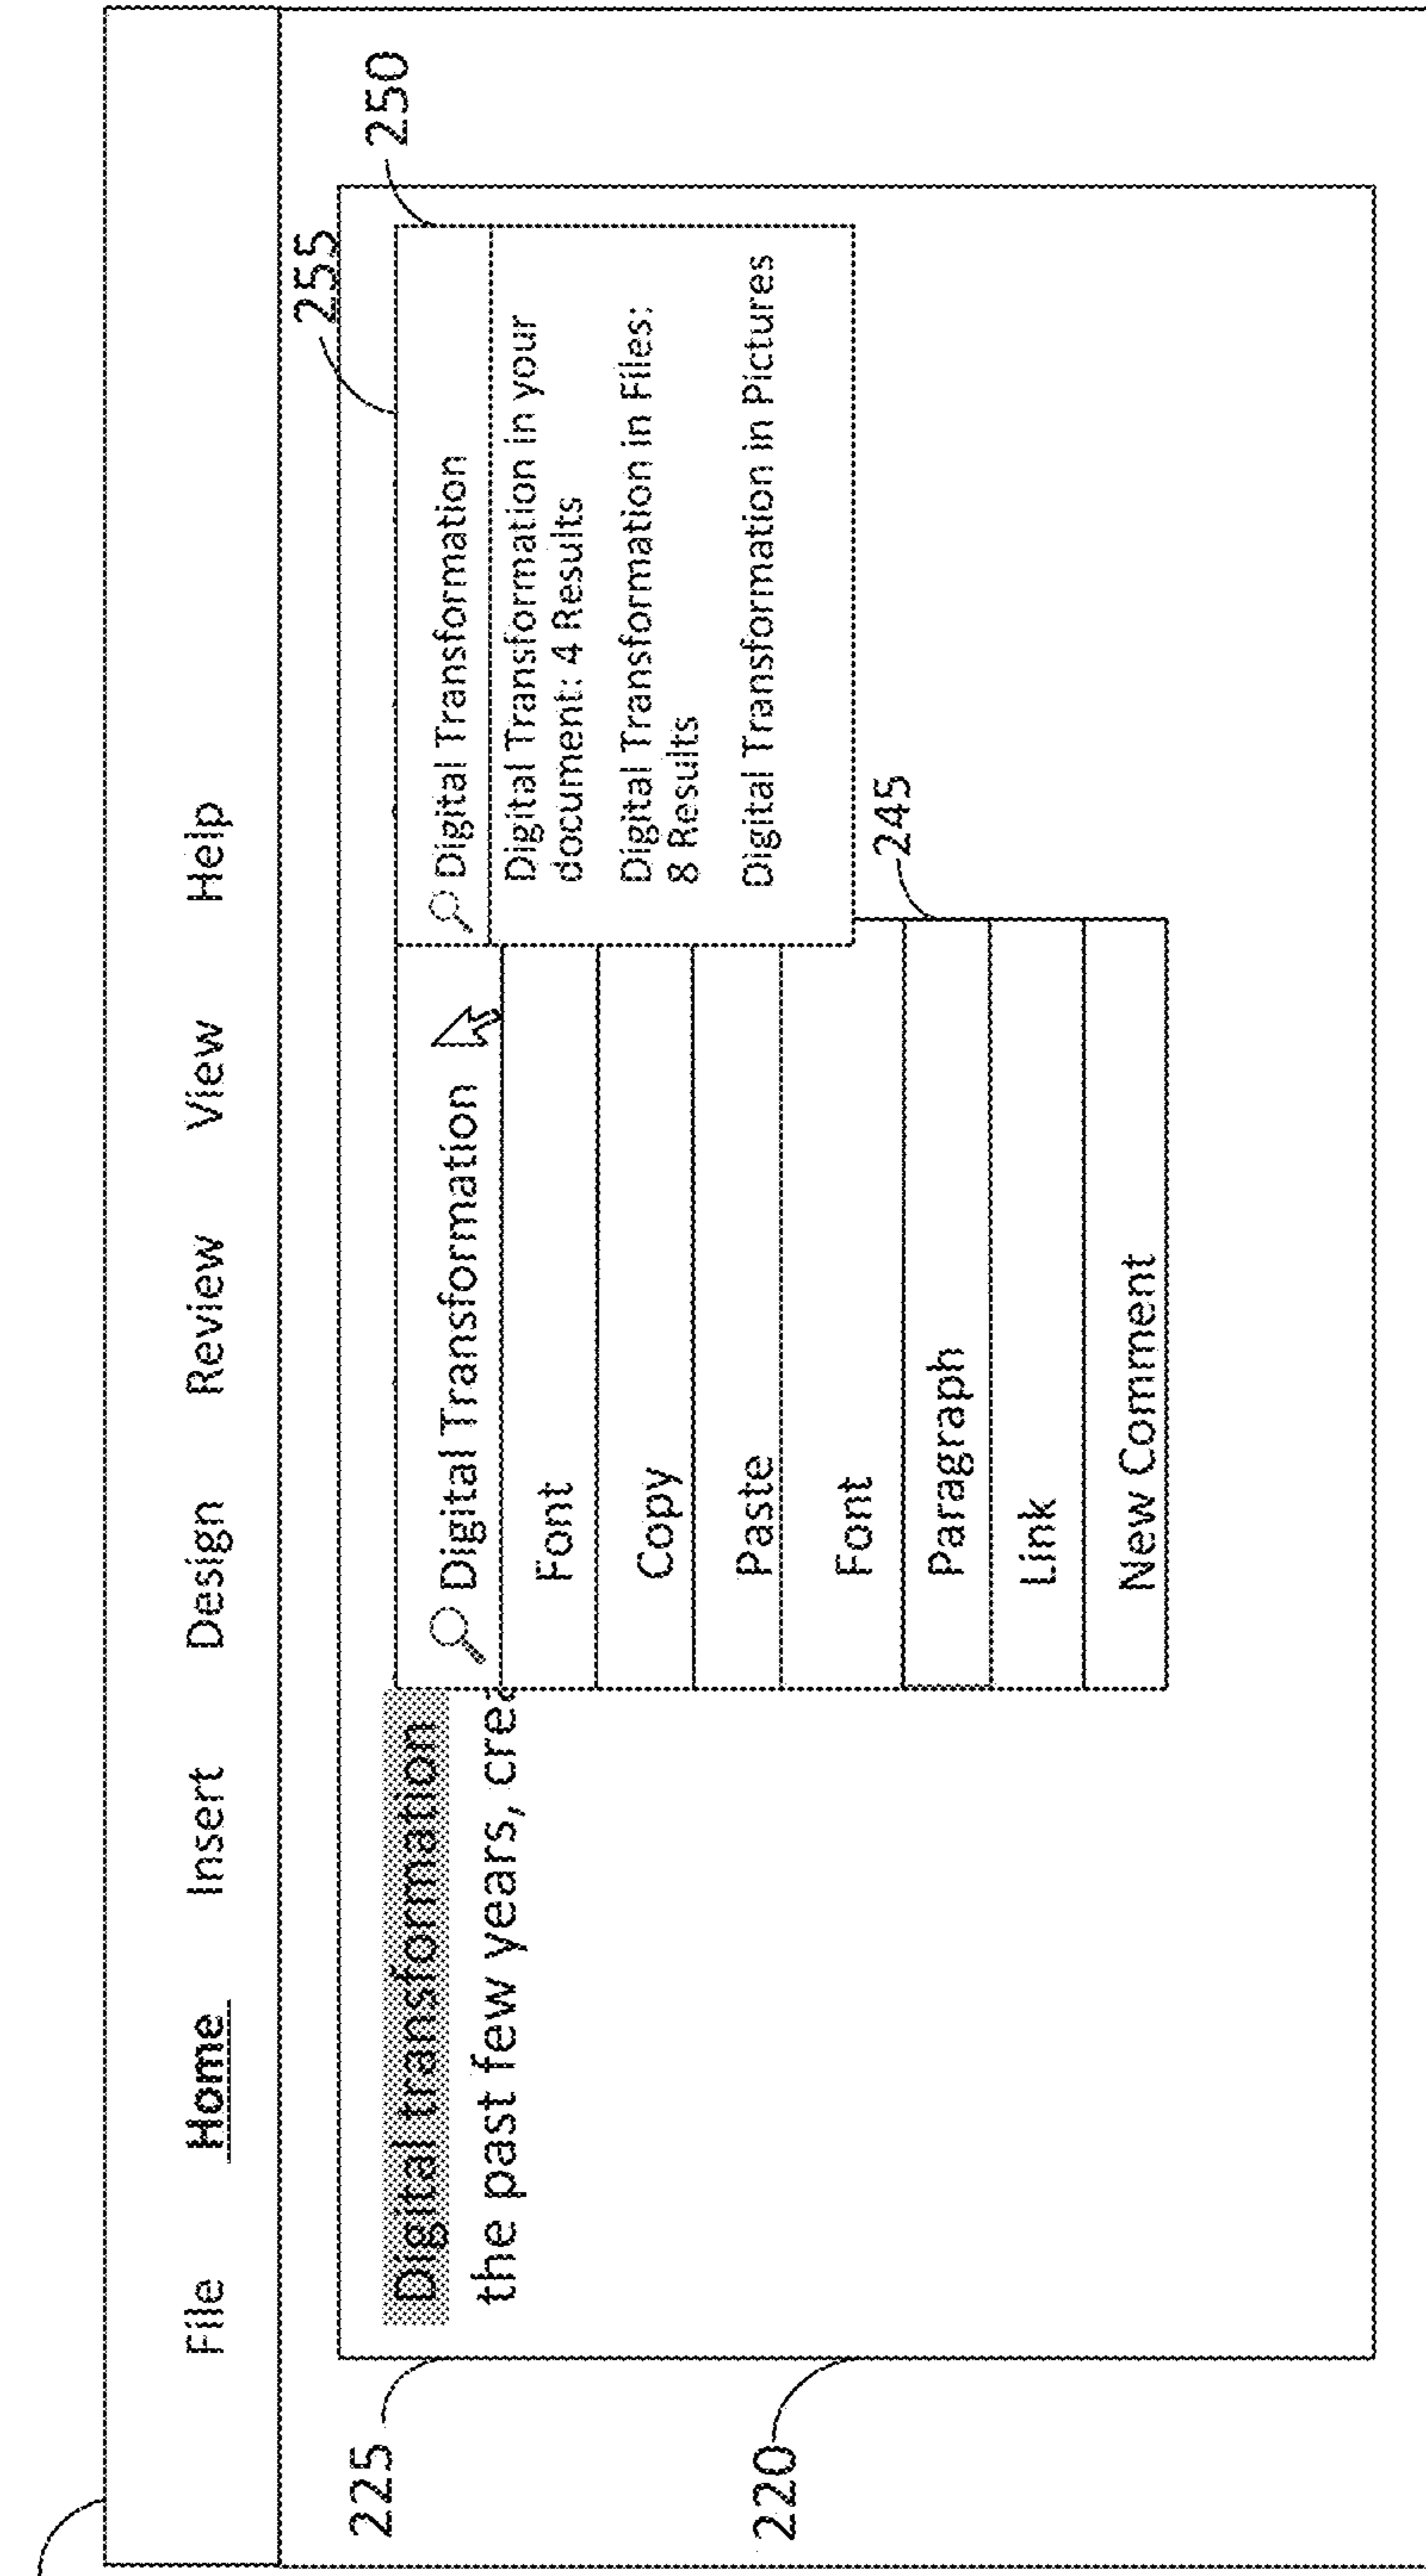 File Home Insert Design Review View Help
255
250
225
Digital transformation
the past few years, crea
Digital Transformation
Font
Copy
Paste
Font
Paragraph
Link
New Comment
Digital Transformation
Digital Transformation in your
document: 4 Results
Digital Transformation in Files:
8 Results
Digital Transformation in Pictures
245
220